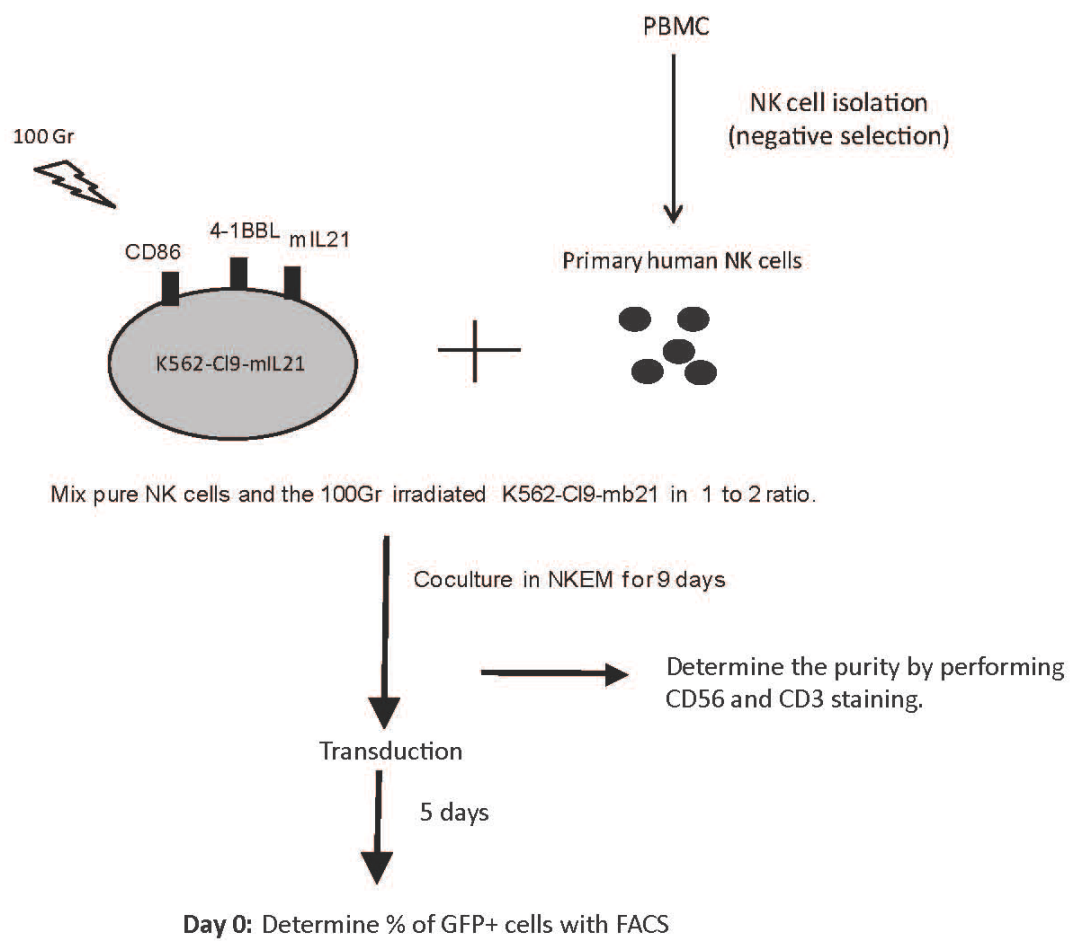 PBMC
NK cell isolation
(negative selection)
100 Gr
4-1BBL
mIL21
CD86
Primary human NK cells
K562-Cl9-mIL21
Mix pure NK cells and the 100Gr irradiated K562-Cl9-mb21 in 1 to 2 ratio.
Coculture in NKEM for 9 days
Determine the purity by performing
CD56 and CD3 staining.
Transduction
5 days
Day 0: Determine % of GFP+ cells with FACS